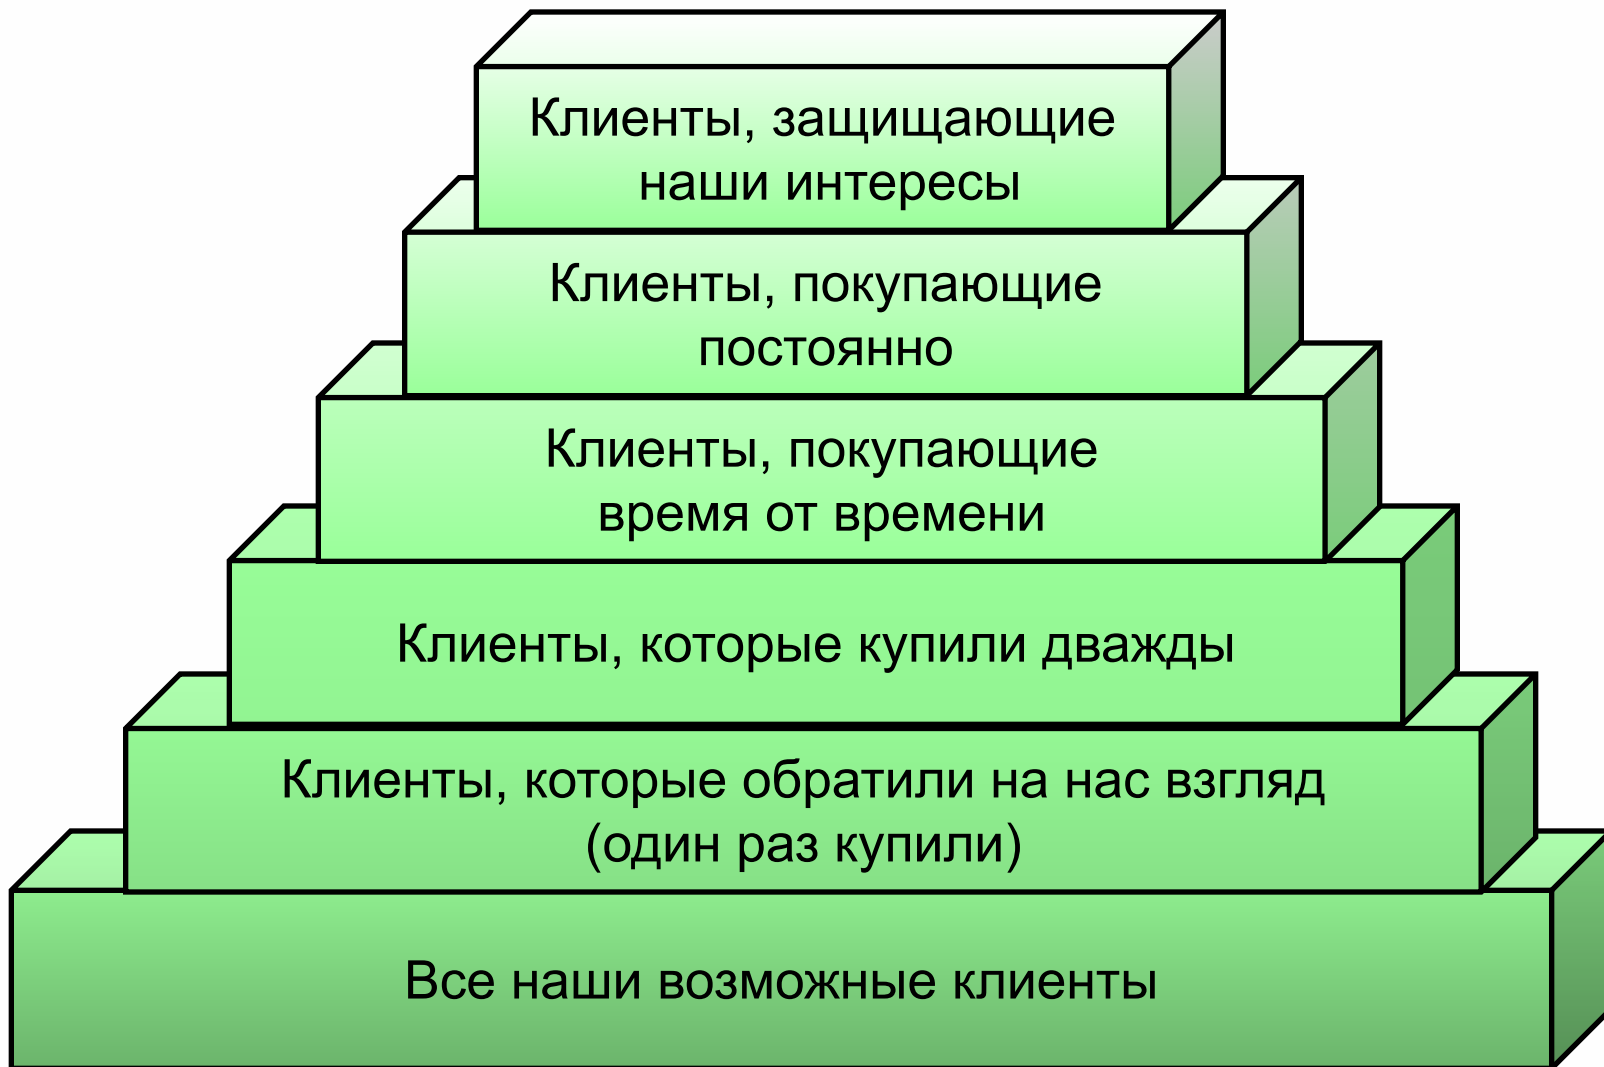 Клиенты, защищающие
наши интересы
Клиенты, покупающие
постоянно
Клиенты, покупающие
время от времени
Клиенты, которые купили дважды
Клиенты, которые обратили на нас взгляд
(один раз купили)
Все наши возможные клиенты